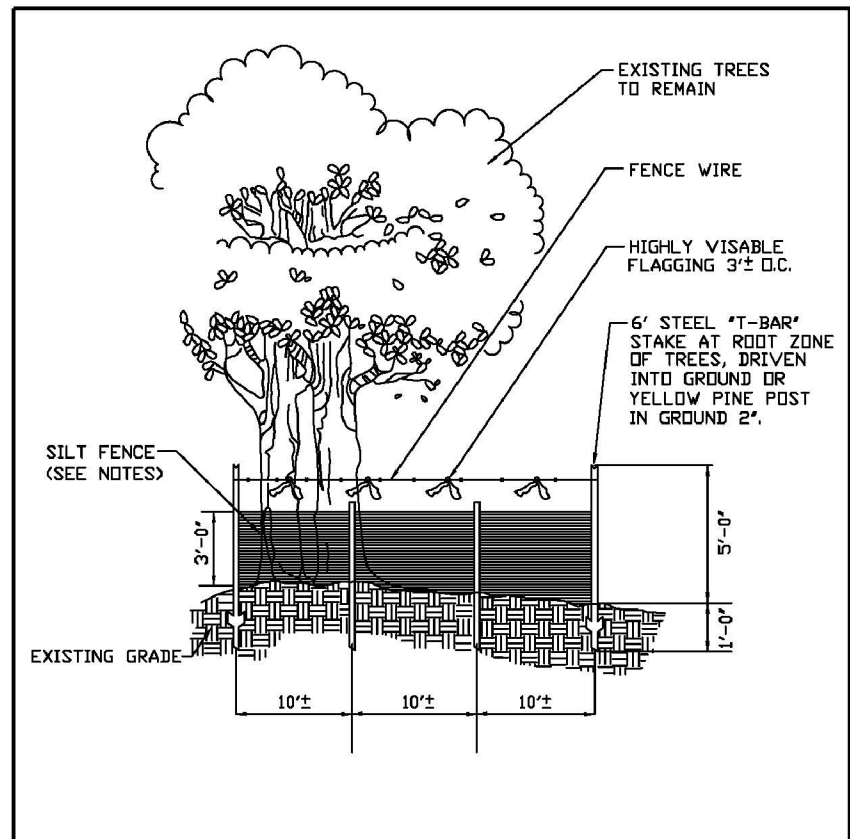 EXISTING TREES
TO REMAIN
FENCE WIRE
HIGHLY VISABLE
FLAGGING 3'± O.C.
6' STEEL "T-BAR"
STAKE AT ROOT ZONE
OF TREES, DRIVEN
INTO GROUND OR
YELLOW PINE POST
IN GROUND 2".
SILT FENCE
(SEE NOTES)
3'-0"
5'-0"
1'-0"
EXISTING GRADE
10'±
10'±
10'±